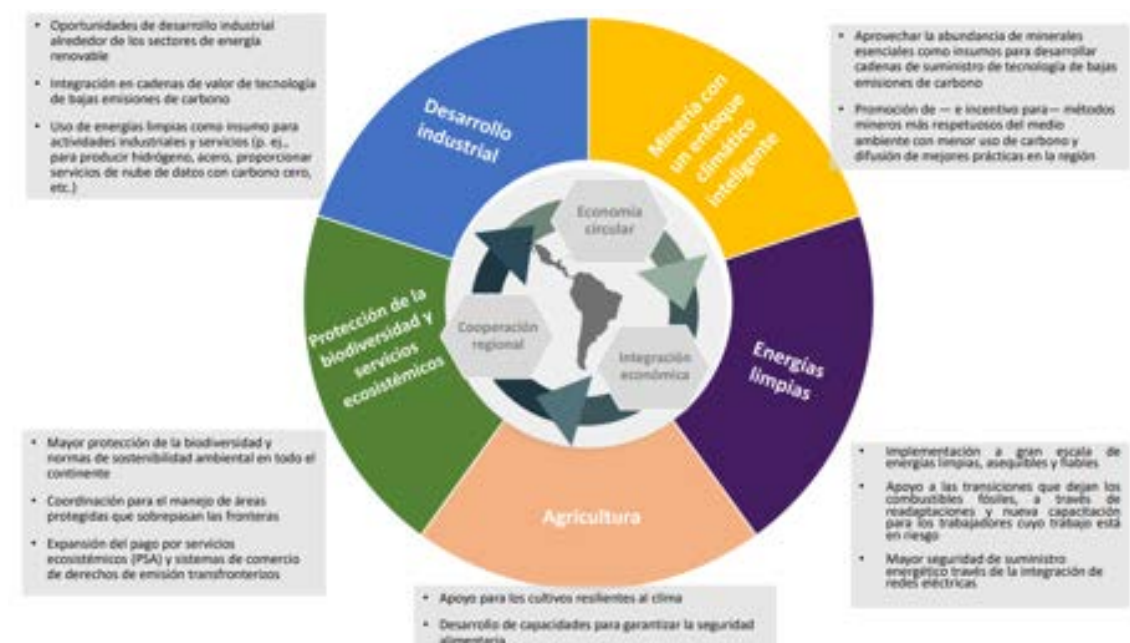 • Oportunidades de desarrollo industrial
alrededor de los sectores de energía
renovable
• Integración en cadenas de valor de tecnología
de bajas emisiones de carbono
• Uso de energías limpias como insumo para
actividades industriales y servicios (p. ej.,
para producir hidrógeno, acero, proporcionar
servicios de nube de datos con carbono cero,
etc.)
Desarrollo
industrial
Minería con
un enfoque
climático
inteligente
• Aprovechar la abundancia de minerales
esenciales como insumos para desarrollar
cadenas de suministro de tecnología de bajas
emisiones de carbono
• Promoción de — e incentivo para— métodos
mineros más respetuosos del medio
ambiente con menor uso de carbono y
difusión de mejores prácticas en la región
Economía
circular
Cooperación
regional
Integración
económica
Protección de la
biodiversidad y
servicios
ecosistémicos
Energías
limpias
Agricultura
• Mayor protección de la biodiversidad y
normas de sostenibilidad ambiental en todo el
continente
• Coordinación para el manejo de áreas
protegidas que sobrepasan las fronteras
• Expansión del pago por servicios
ecosistémicos (PSA) y sistemas de comercio
de derechos de emisión transfronterizos
• Implementación a gran escala de
energías limpias, asequibles y fiables
• Apoyo a las transiciones que dejan los
combustibles fósiles, a través de
readaptaciones y nueva capacitación
para los trabajadores cuyo trabajo está
en riesgo
• Mayor seguridad de suministro
energético través de la integración de
redes eléctricas
• Apoyo para los cultivos resilientes al clima
• Desarrollo de capacidades para garantizar la seguridad
alimentaria